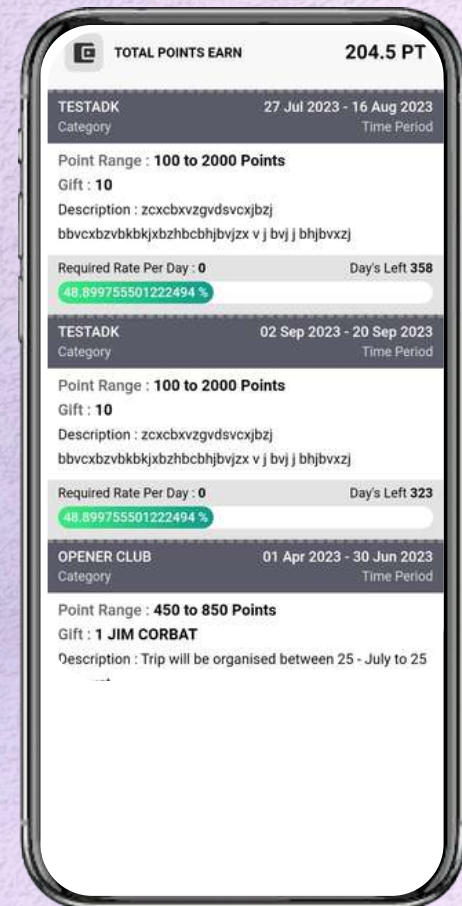 TOTAL POINTS EARN 204.5 PT
TESTADK 27 Jul 2023 - 16 Aug 2023
Category Time Period
Point Range : 100 to 2000 Points
Gift : 10
Description : zcxcbxvzgvdsvcxjbzj
bbvcxbzvbkbkjxbzhbcbhjbvjzx v j bvj j bhjbvxzj
Required Rate Per Day : 0 Day's Left 358
48.899755501222494 %
TESTADK 02 Sep 2023 - 20 Sep 2023
Category Time Period
Point Range : 100 to 2000 Points
Gift : 10
Description : zcxcbxvzgvdsvcxjbzj
bbvcxbzvbkbkjxbzhbcbhjbvjzx v j bvj j bhjbvxzj
Required Rate Per Day : 0 Day's Left 323
48.899755501222494 %
OPENER CLUB 01 Apr 2023 - 30 Jun 2023
Category Time Period
Point Range : 450 to 850 Points
Gift : 1 JIM CORBAT
Description : Trip will be organised between 25 - July to 25